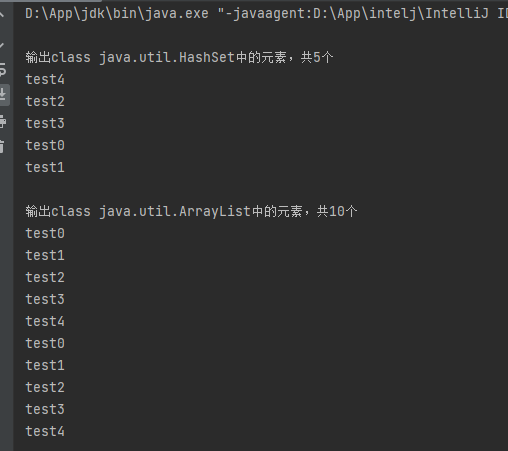 D:\App\jdk\bin\java.exe "-javaagent:D:\App\intelj\IntelliJ I
输出class java.util.HashSet中的元素，共5个
test4
test2
test3
test0
test1
输出class java.util.ArrayList中的元素，共10个
test0
test1
test2
test3
test4
test0
test1
test2
test3
test4